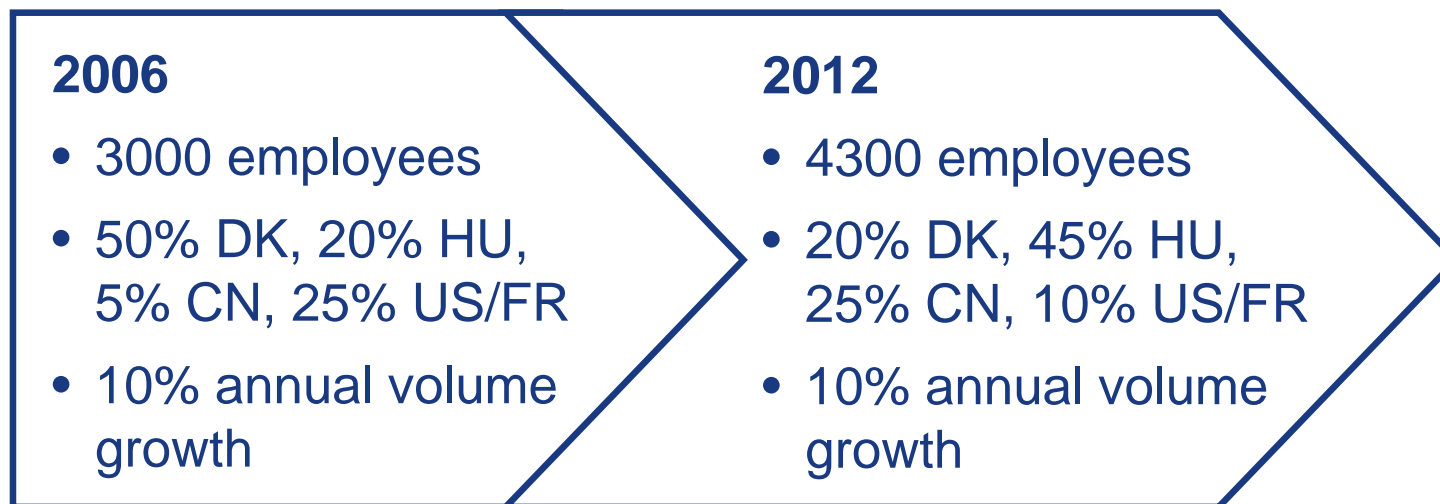 2006
• 3000 employees
• 50% DK, 20% HU,
5% CN, 25% US/FR
• 10% annual volume
growth
2012
• 4300 employees
• 20% DK, 45% HU,
25% CN, 10% US/FR
• 10% annual volume
growth